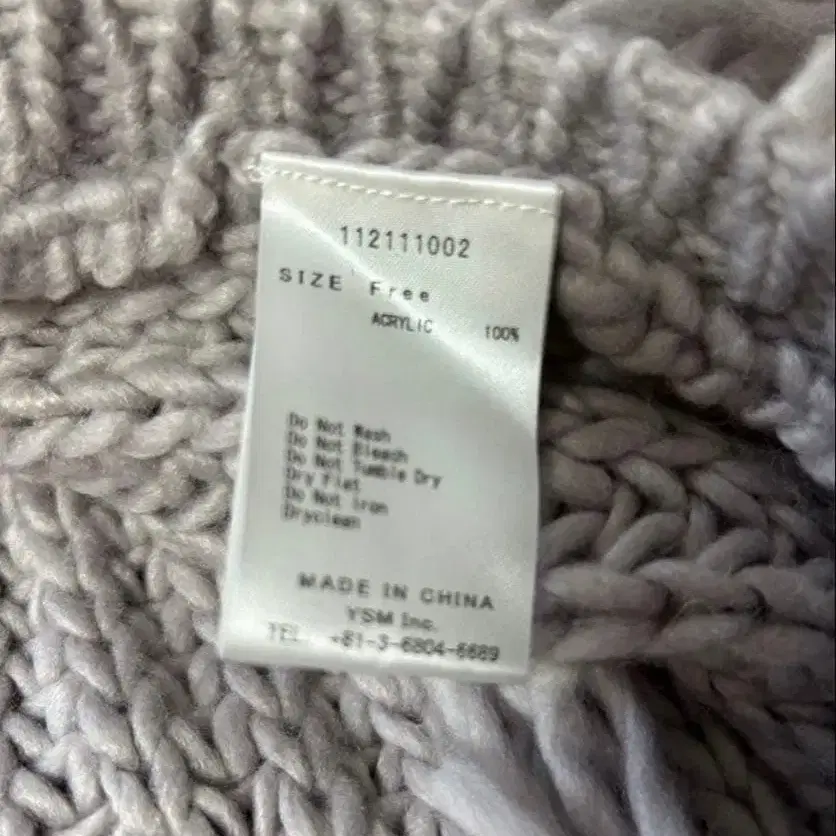 112111002
SIZE Free
ACRYLIC 100%
Do Not Wash
Do Not Bleach
Do Not Tumble Dry
Dry Flat
Do Not Iron
Dryclean
MADE IN CHINA
YSM Inc.
TEL. +81-3-6804-6689